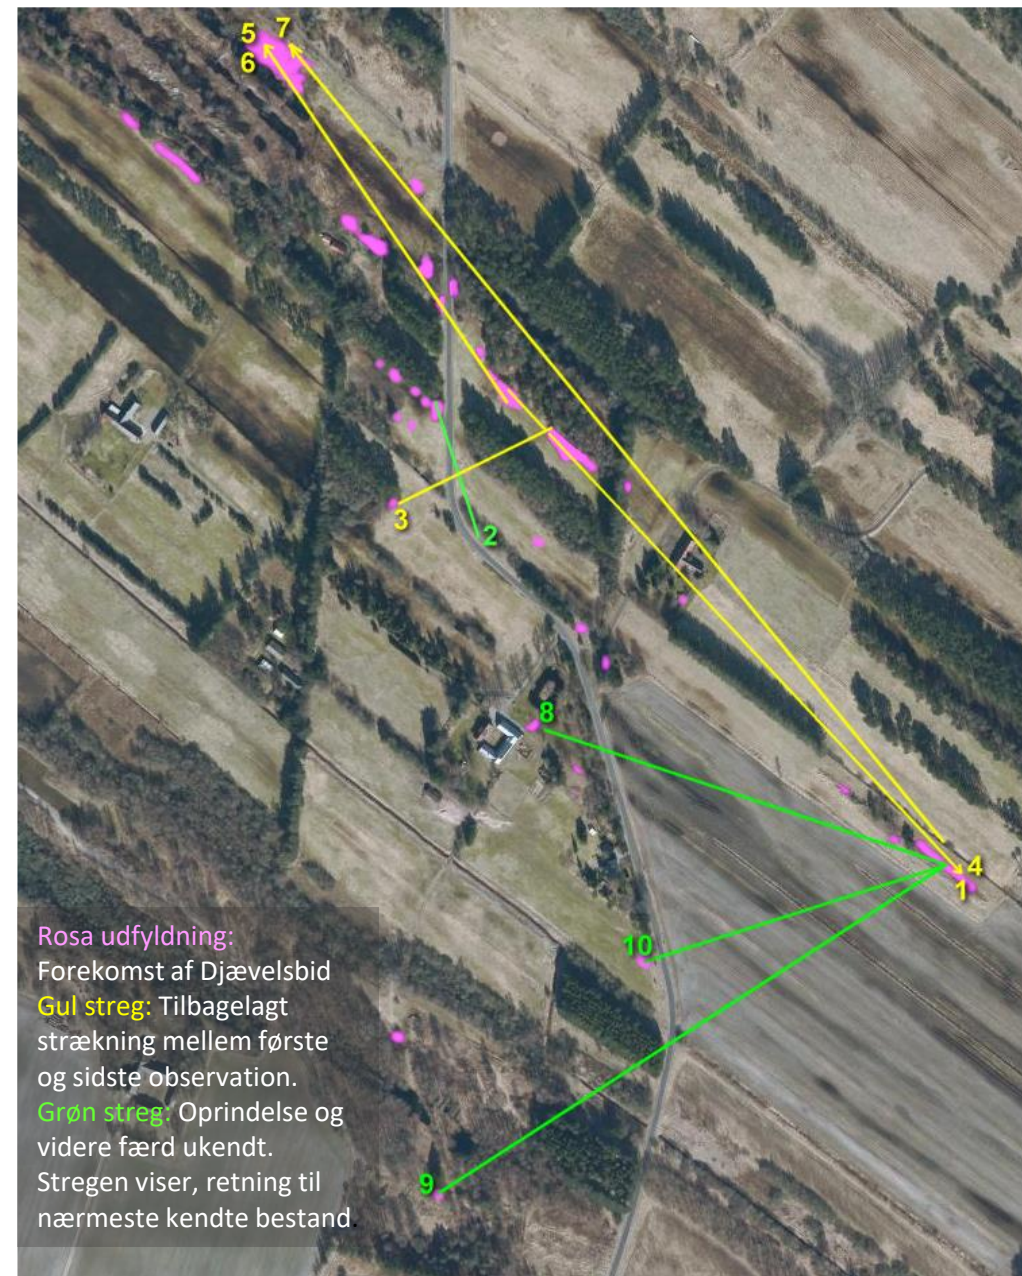 5 7
6
3
2
8
4
1
10
Rosa udfyldning:
Forekomst af Djævelsbid
Gul streg: Tilbagelagt
strækning mellem første
og sidste observation.
Grøn streg: Oprindelse og
videre færd ukendt.
Stregen viser, retning til
nærmeste kendte bestand.
9